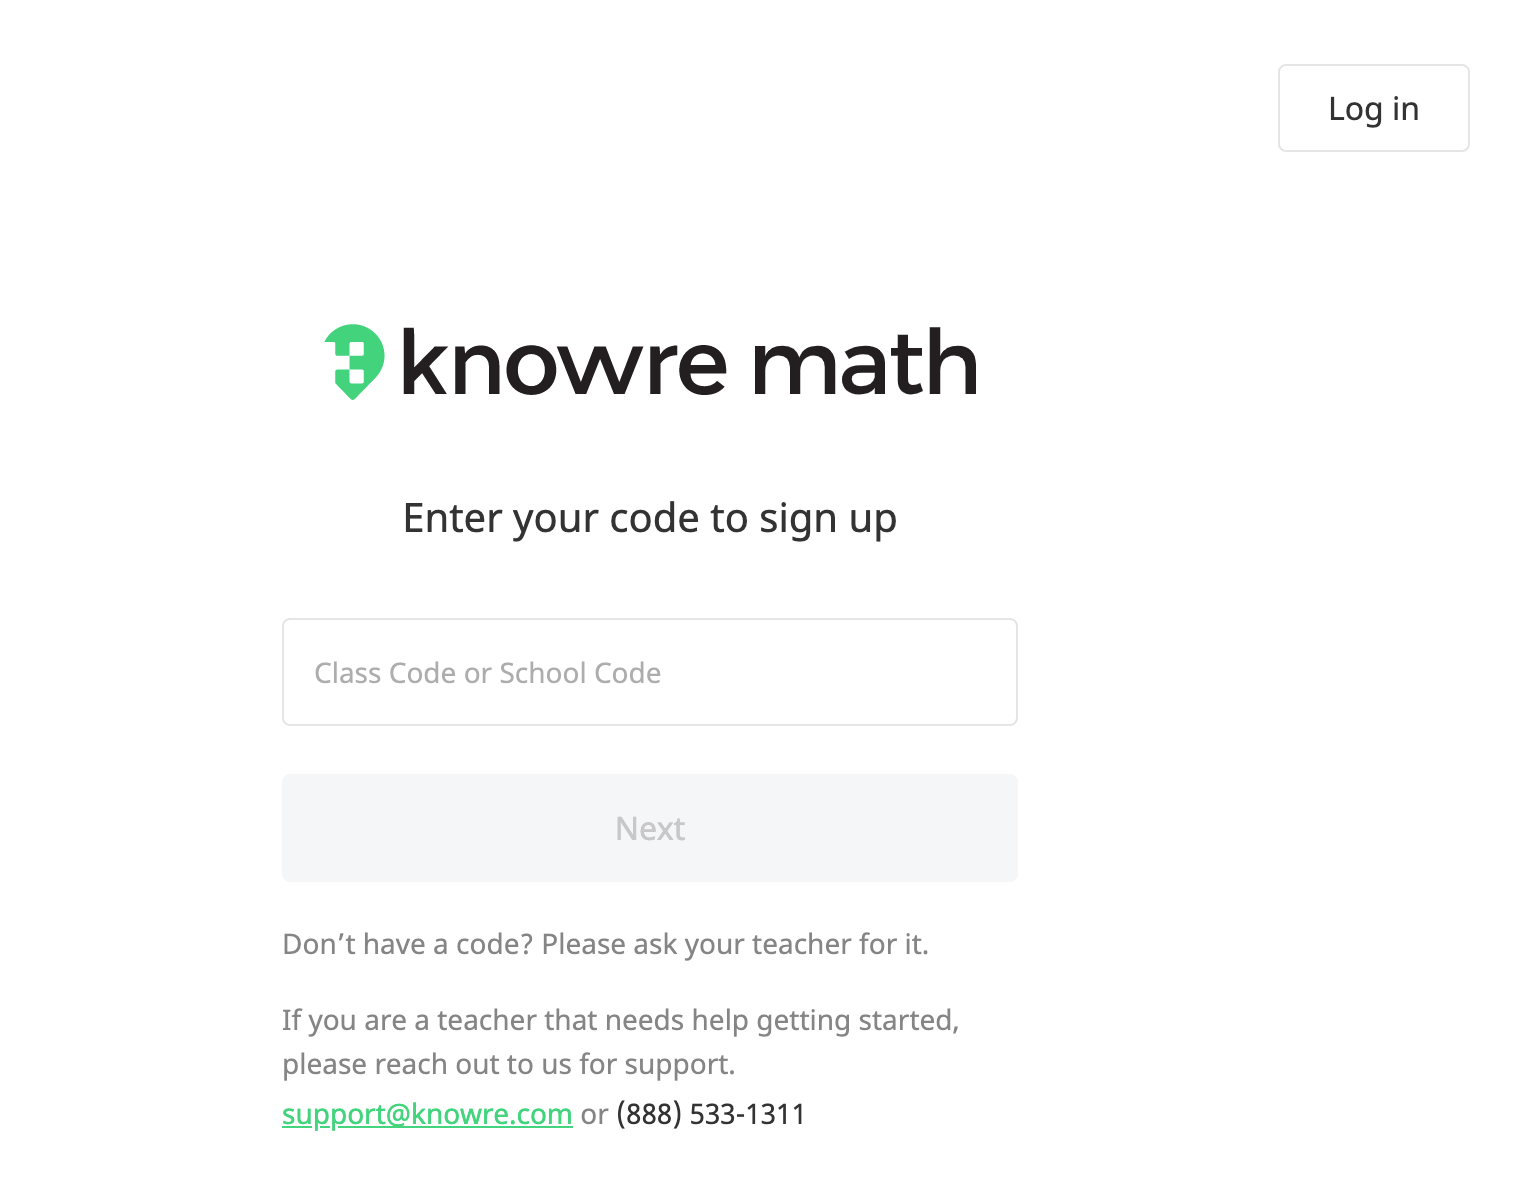 Log in
knowre math
Enter your code to sign up
Class Code or School Code
Next
Don’t have a code? Please ask your teacher for it.
If you are a teacher that needs help getting started,
please reach out to us for support.
support@knowre.com or (888) 533-1311